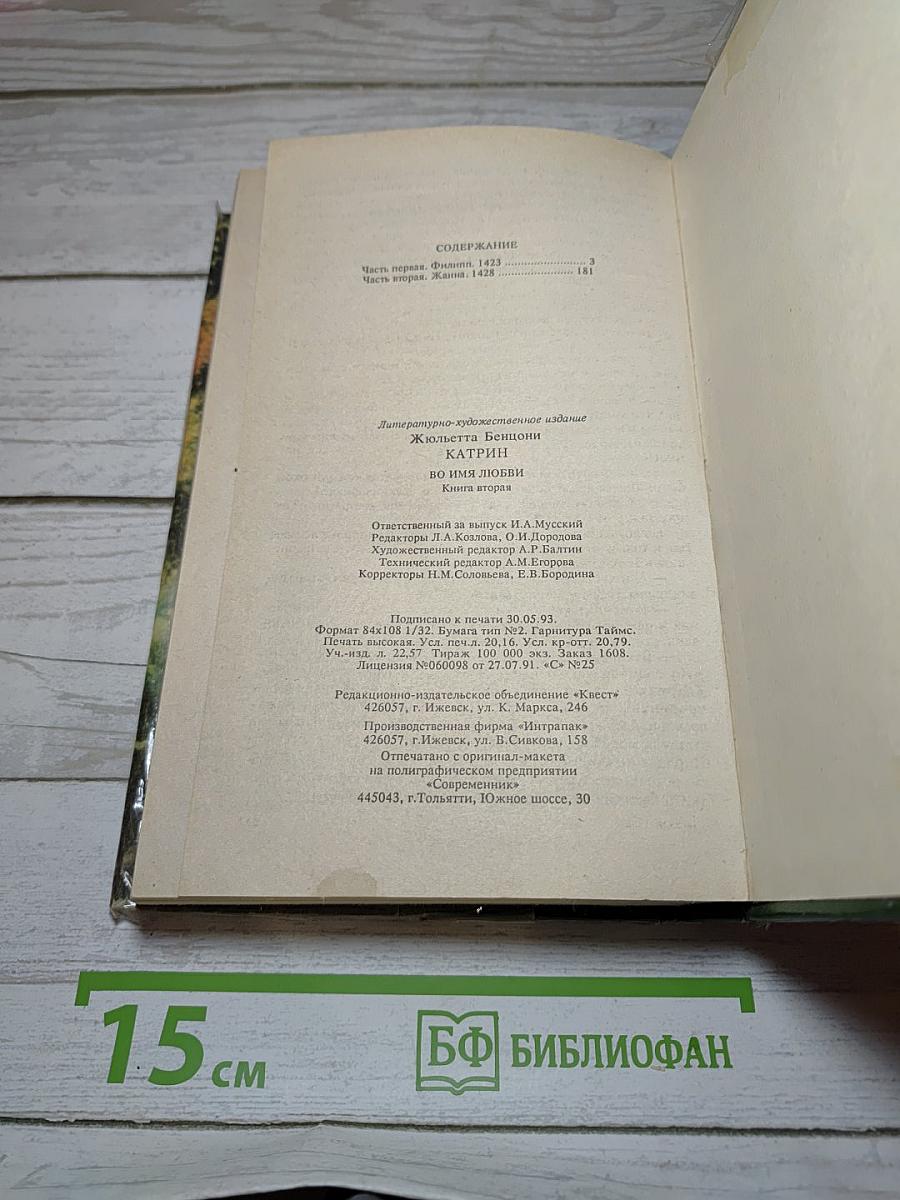 СОДЕРЖАНИЕ
Часть первая. Филипп. 1423 ........................ 3
Часть вторая. Жанна. 1428 ...................... 181
Литературно-художественное издание
Жюльетта Бенцони
КАТРИН
ВО ИМЯ ЛЮБВИ
Книга вторая
Ответственный за выпуск И.А.Мусский
Редакторы Л.А.Козлова, О.И.Дородова
Художественный редактор А.Р.Балтин
Технический редактор А.М.Егорова
Корректоры Н.М.Соловьева, Е.В.Бородина
Подписано к печати 30.05.93.
Формат 84х108 1/32. Бумага тип №2. Гарнитура Таймс.
Печать высокая. Усл. печ.л. 20,16. Усл. кр-отт. 20,79.
Уч.-изд. л. 22,57 Тираж 100 000 экз. Заказ 1608.
Лицензия №060098 от 27.07.91. «С» №25
Редакционно-издательское объединение «Квест»
426057, г. Ижевск, ул. К. Маркса, 246
Производственная фирма «Интрапак»
426057, г.Ижевск, ул. В.Сивкова, 158
Отпечатано с оригинал-макета
на полиграфическом предприятии
«Современник»
445043, г.Тольятти, Южное шоссе, 30
15 см
БФ БИБЛИОФАН